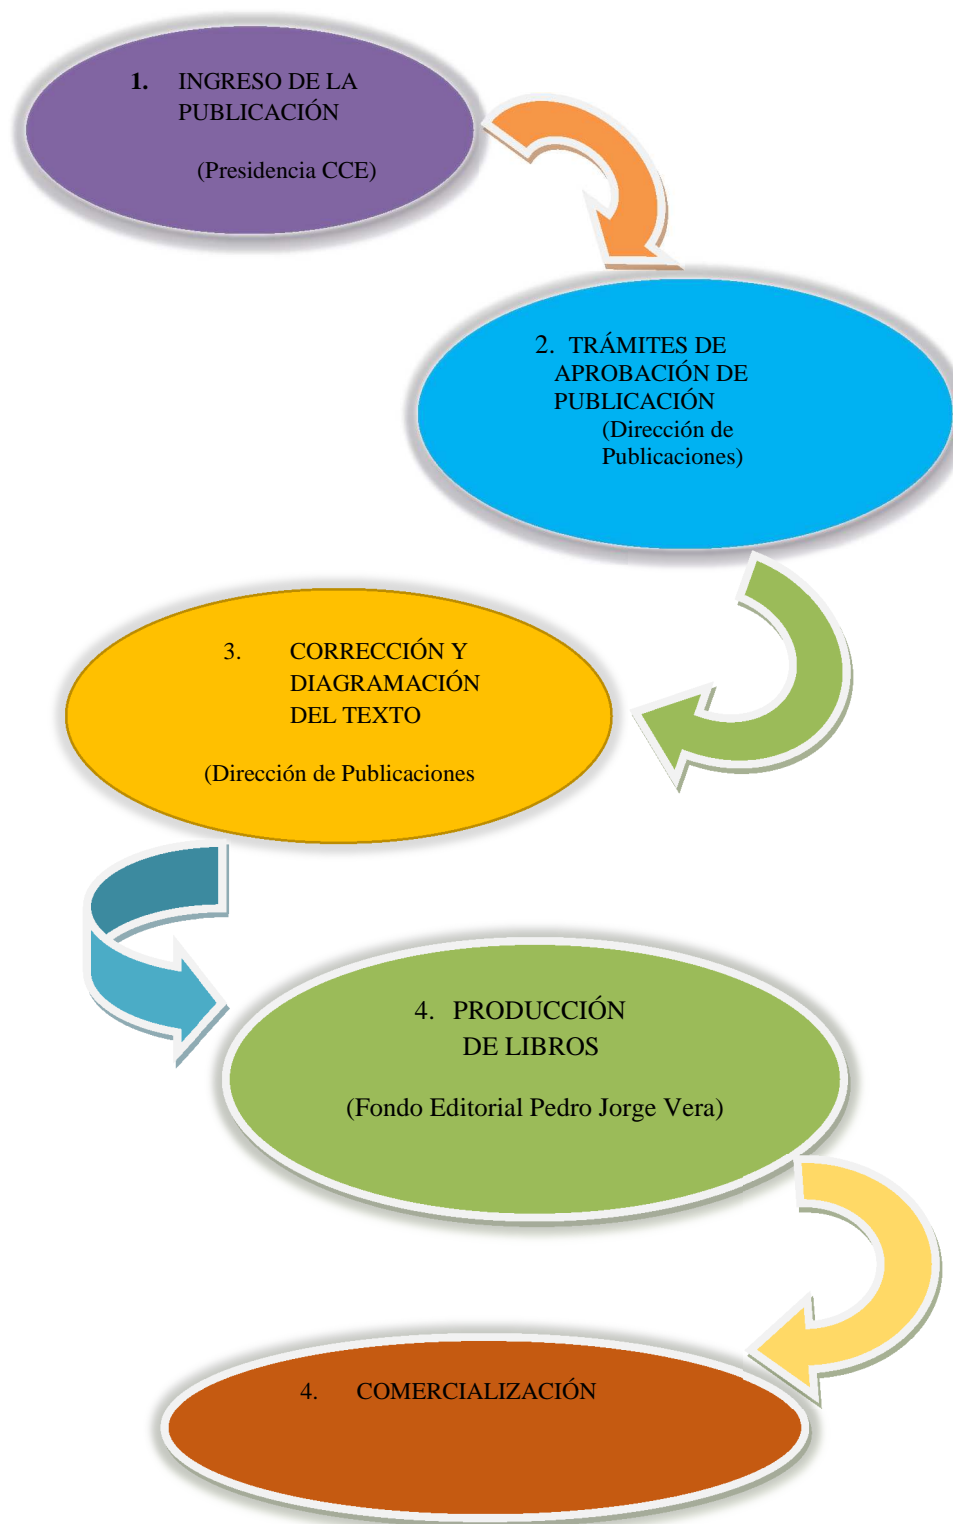 1. INGRESO DE LA
PUBLICACIÓN
(Presidencia CCE)
2. TRÁMITES DE
APROBACIÓN DE
PUBLICACIÓN
(Dirección de
Publicaciones)
3. CORRECCIÓN Y
DIAGRAMACIÓN
DEL TEXTO
(Dirección de Publicaciones
4. PRODUCCIÓN
DE LIBROS
(Fondo Editorial Pedro Jorge Vera)
4. COMERCIALIZACIÓN